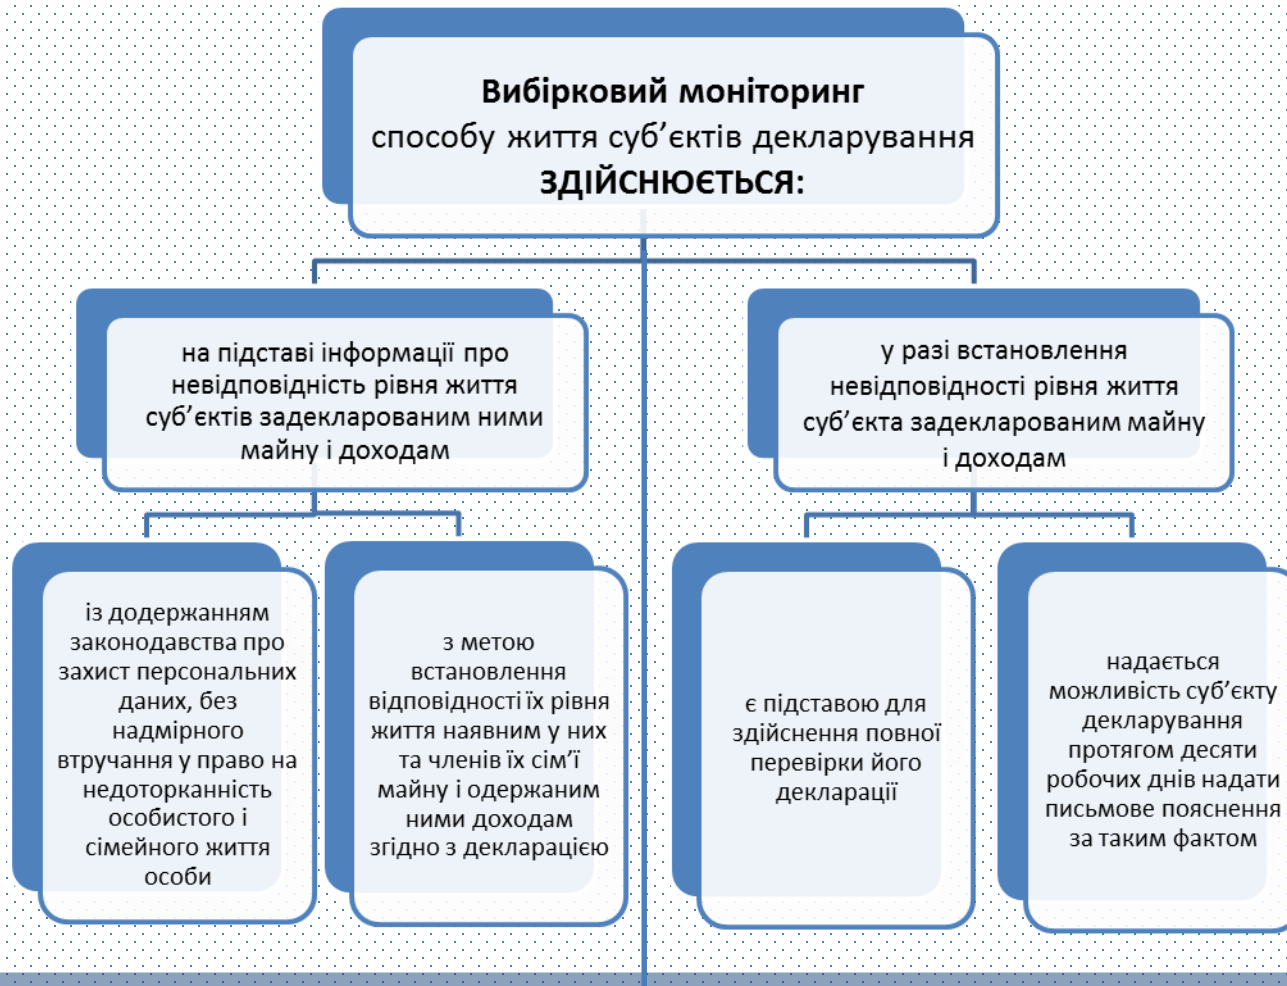 Вибірковий моніторинг
способу життя суб’єктів декларування
ЗДІЙСНЮЄТЬСЯ:
на підставі інформації про
невідповідність рівня життя
суб’єктів задекларованим ними
майну і доходам
у разі встановлення
невідповідності рівня життя
суб’єкта задекларованим майну
і доходам
із додержанням
законодавства про
захист персональних
даних, без
надмірного
втручання у право на
недоторканність
особистого і
сімейного життя
особи
з метою
встановлення
відповідності їх рівня
життя наявним у них
та членів їх сім’ї
майну і одержаним
ними доходам
згідно з декларацією
є підставою для
здійснення повної
перевірки його
декларації
надається
можливість суб’єкту
декларування
протягом десяти
робочих днів надати
письмове пояснення
за таким фактом